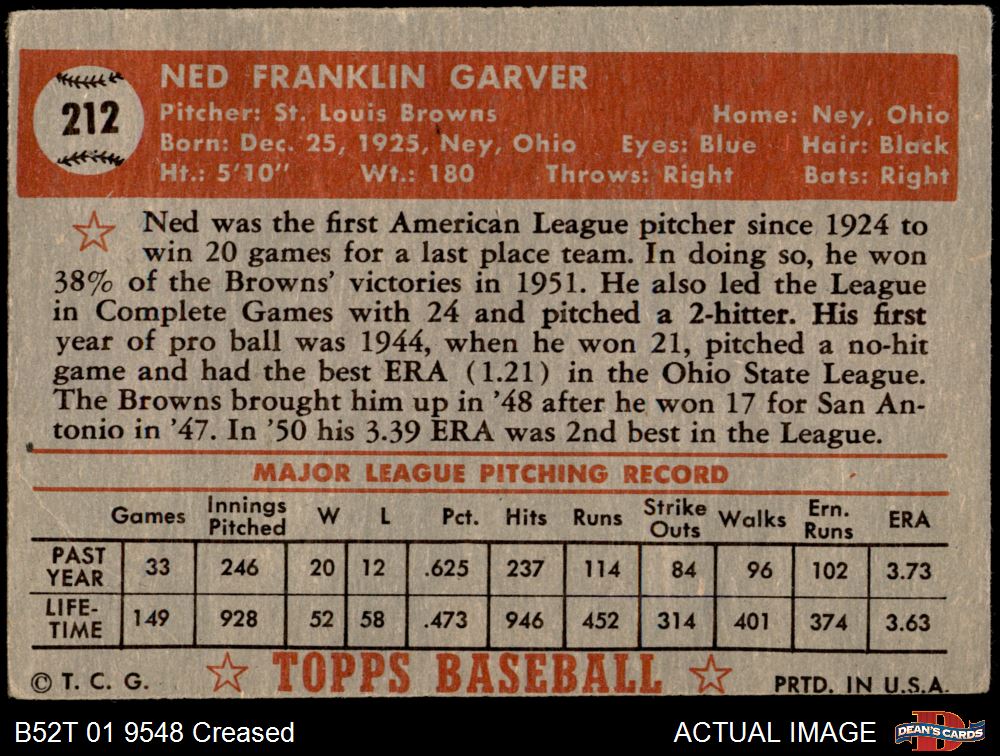 212
NED FRANKLIN GARVER
Pitcher: St. Louis Browns Home: Ney, Ohio
Born: Dec. 25, 1925, Ney, Ohio Eyes: Blue Hair: Black
Ht.: 5'10" Wt.: 180 Throws: Right Bats: Right
Ned was the first American League pitcher since 1924 to
win 20 games for a last place team. In doing so, he won
38% of the Browns' victories in 1951. He also led the League
in Complete Games with 24 and pitched a 2-hitter. His first
year of pro ball was 1944, when he won 21, pitched a no-hit
game and had the best ERA (1.21) in the Ohio State League.
The Browns brought him up in '48 after he won 17 for San An-
tonio in '47. In '50 his 3.39 ERA was 2nd best in the League.
MAJOR LEAGUE PITCHING RECORD
Games Innings Pitched W L Pct. Hits Runs Strike Outs Walks Ern. Runs ERA
PAST YEAR 33 246 20 12 .625 237 114 84 96 102 3.73
LIFE-TIME 149 928 52 58 .473 946 452 314 401 374 3.63
© T. C. G. TOPPS BASEBALL PRTD. IN U.S.A.
B52T 01 9548 Creased ACTUAL IMAGE DEAN'S CARDS